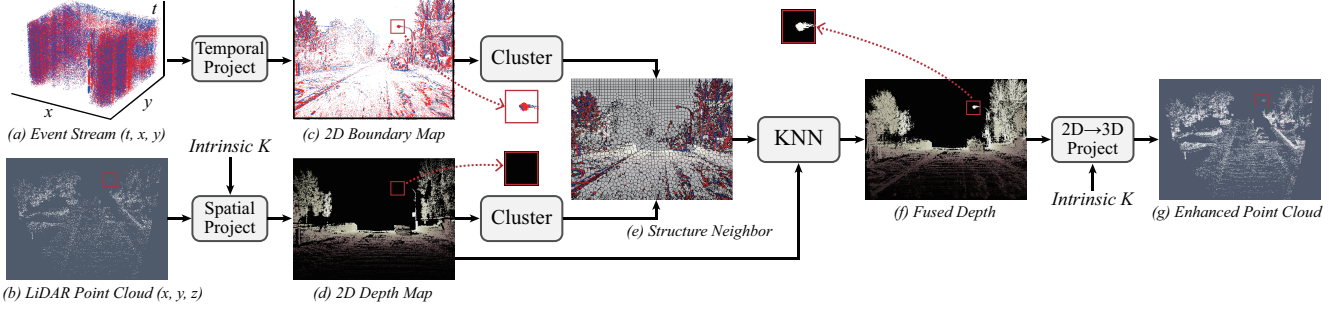 t
x
y
(a) Event Stream (t, x, y)
Temporal
Project
(c) 2D Boundary Map
Cluster
Intrinsic K
(b) LiDAR Point Cloud (x, y, z)
Spatial
Project
(d) 2D Depth Map
Cluster
(e) Structure Neighbor
KNN
(f) Fused Depth
2D→3D
Project
Intrinsic K
(g) Enhanced Point Cloud